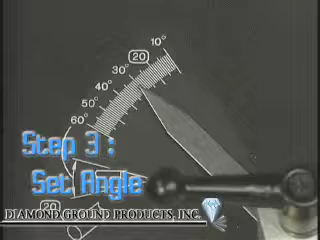 10°
20
30°
40°
50°
60°
Step 3 :
Set Angle
20
DIAMOND GROUND PRODUCTS, INC.